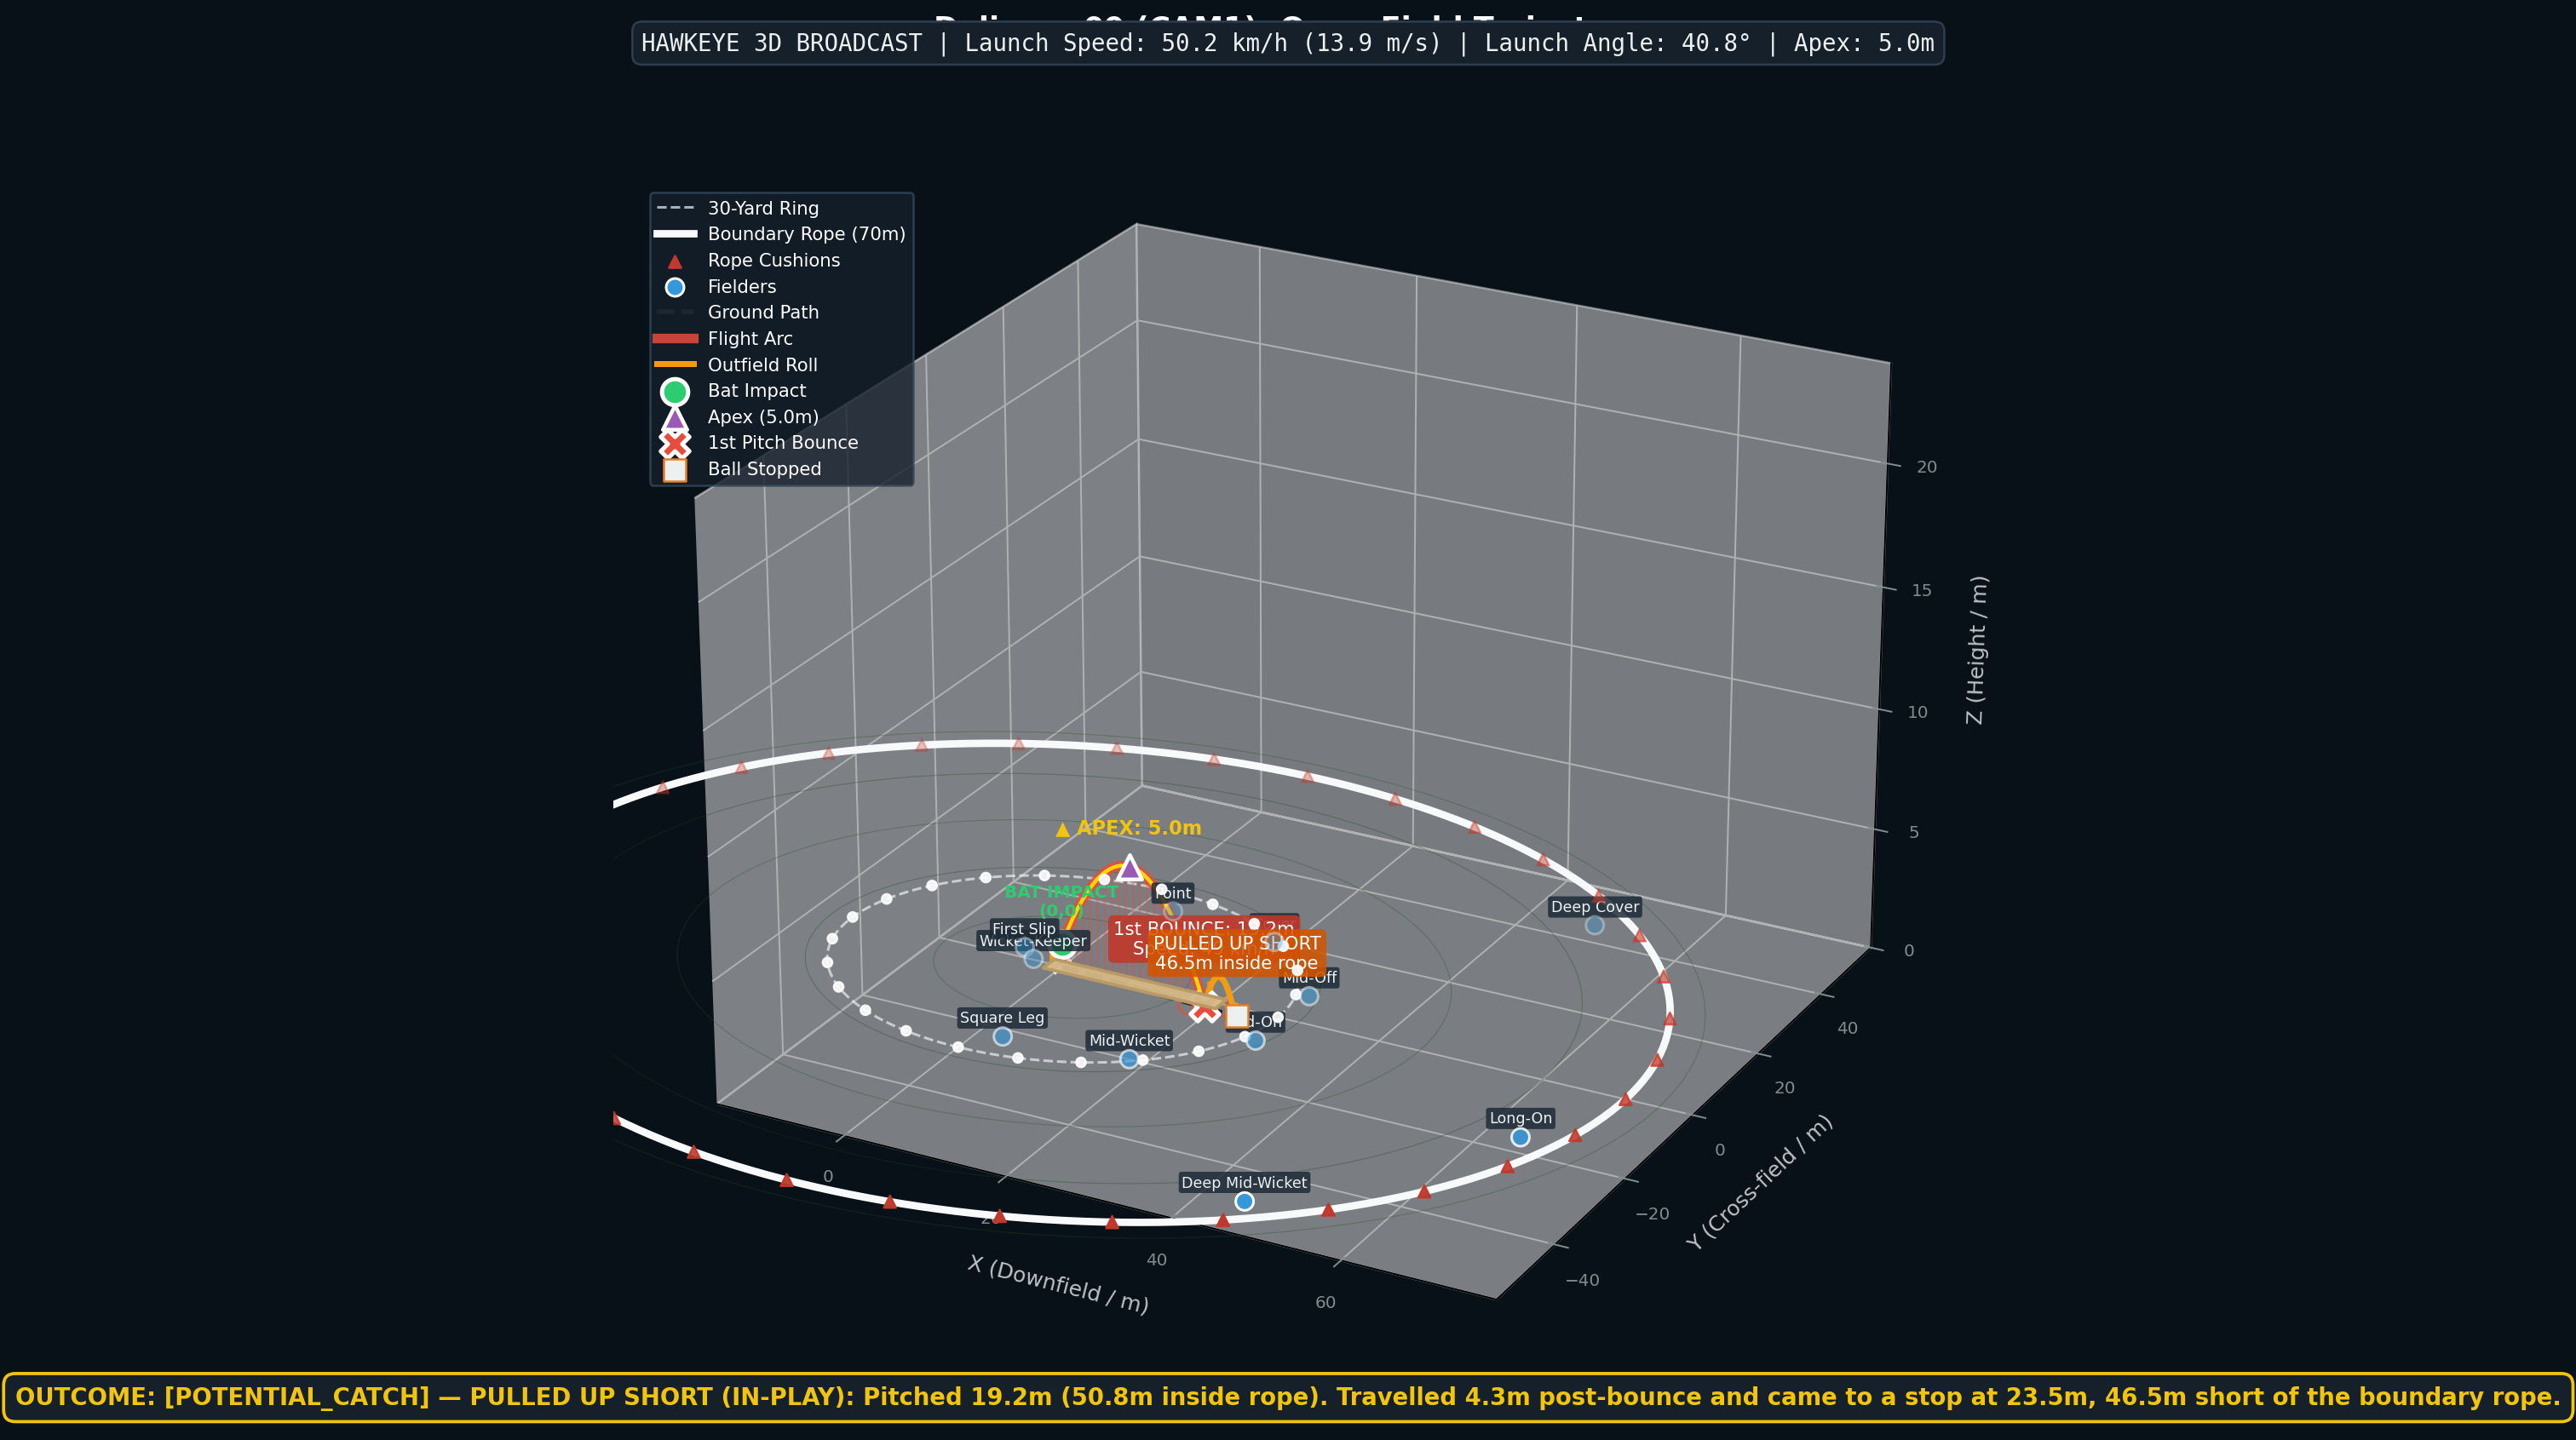 HAWKEYE 3D BROADCAST | Launch Speed: 50.2 km/h (13.9 m/s) | Launch Angle: 40.8° | Apex: 5.0m
30-Yard Ring
Boundary Rope (70m)
Rope Cushions
Fielders
Ground Path
Flight Arc
Outfield Roll
Bat Impact
Apex (5.0m)
1st Pitch Bounce
Ball Stopped
20
15
10
5
0
Z (Height / m)
▲ APEX: 5.0m
BAT IMPACT
(0,0)
Point
Deep Cover
First Slip
Wicket-Keeper
1st BOUNCE:
PULLED UP SHORT
46.5m inside rope
Mid-Off
Square Leg
Mid-Wicket
Long-On
Deep Mid-Wicket
40
20
0
−20
−40
Y (Cross-field / m)
0
40
60
X (Downfield / m)
OUTCOME: [POTENTIAL_CATCH] — PULLED UP SHORT (IN-PLAY): Pitched 19.2m (50.8m inside rope). Travelled 4.3m post-bounce and came to a stop at 23.5m, 46.5m short of the boundary rope.